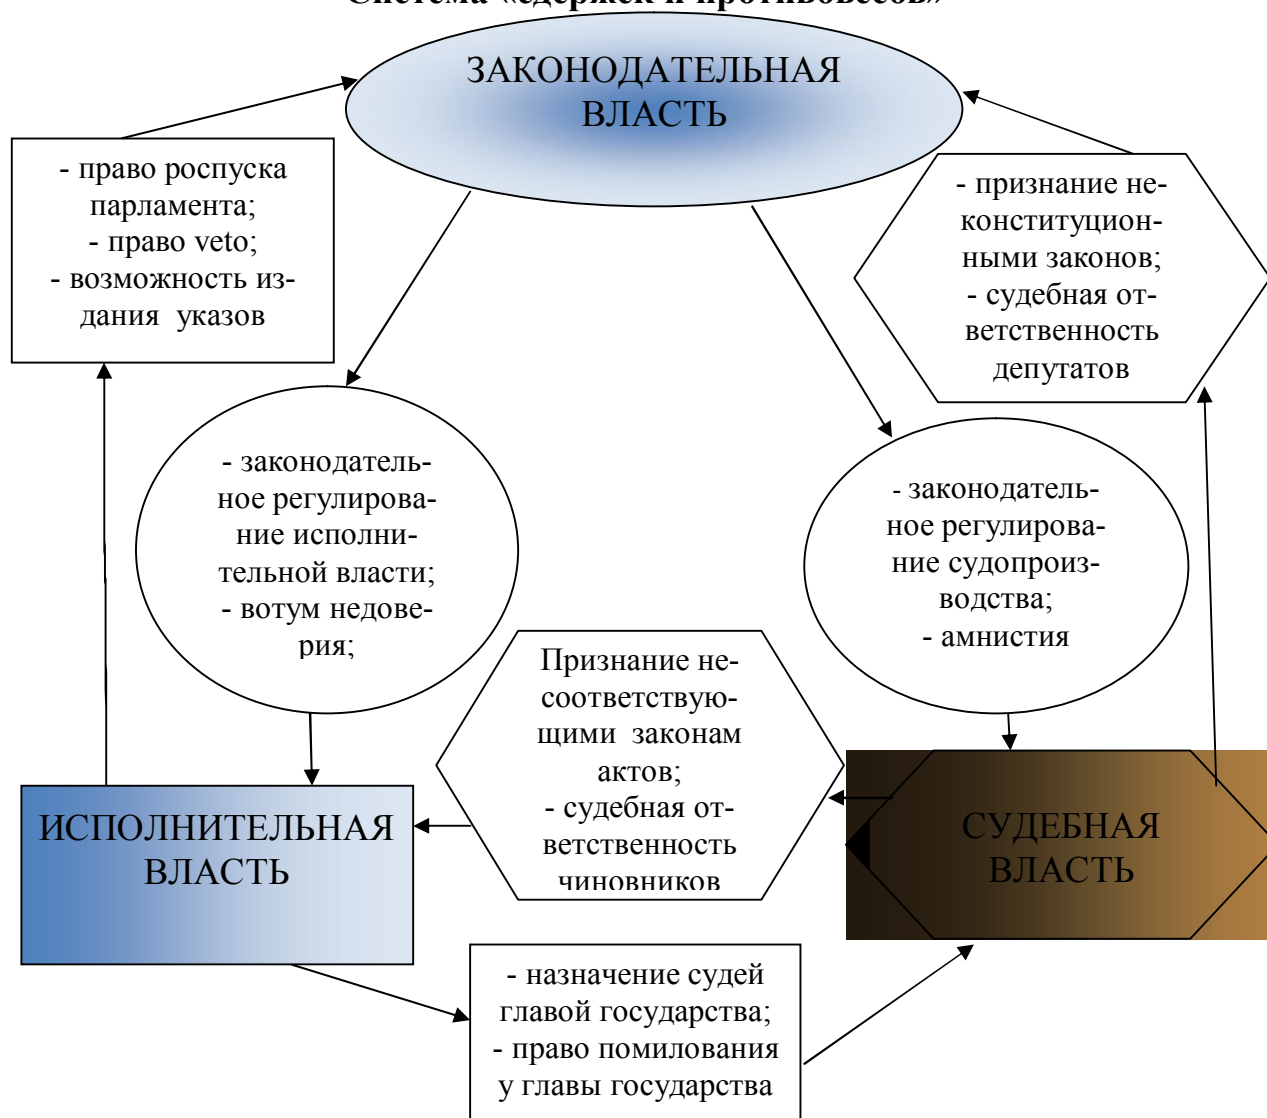 Система «сдержек и противовесов»
ЗАКОНОДАТЕЛЬНАЯ
ВЛАСТЬ
- право роспуска
парламента;
- право veto;
- возможность из-
дания указов
- признание не-
конституцион-
ными законов;
- судебная от-
ветственность
депутатов
- законодатель-
ное регулирова-
ние исполни-
тельной власти;
- вотум недове-
рия;
- законодатель-
ное регулирова-
ние судопроиз-
водства;
- амнистия
Признание не-
соответствую-
щими законам
актов;
- судебная от-
ветственность
чиновников
ИСПОЛНИТЕЛЬНАЯ
ВЛАСТЬ
СУДЕБНАЯ
ВЛАСТЬ
- назначение судей
главой государства;
- право помилования
у главы государства